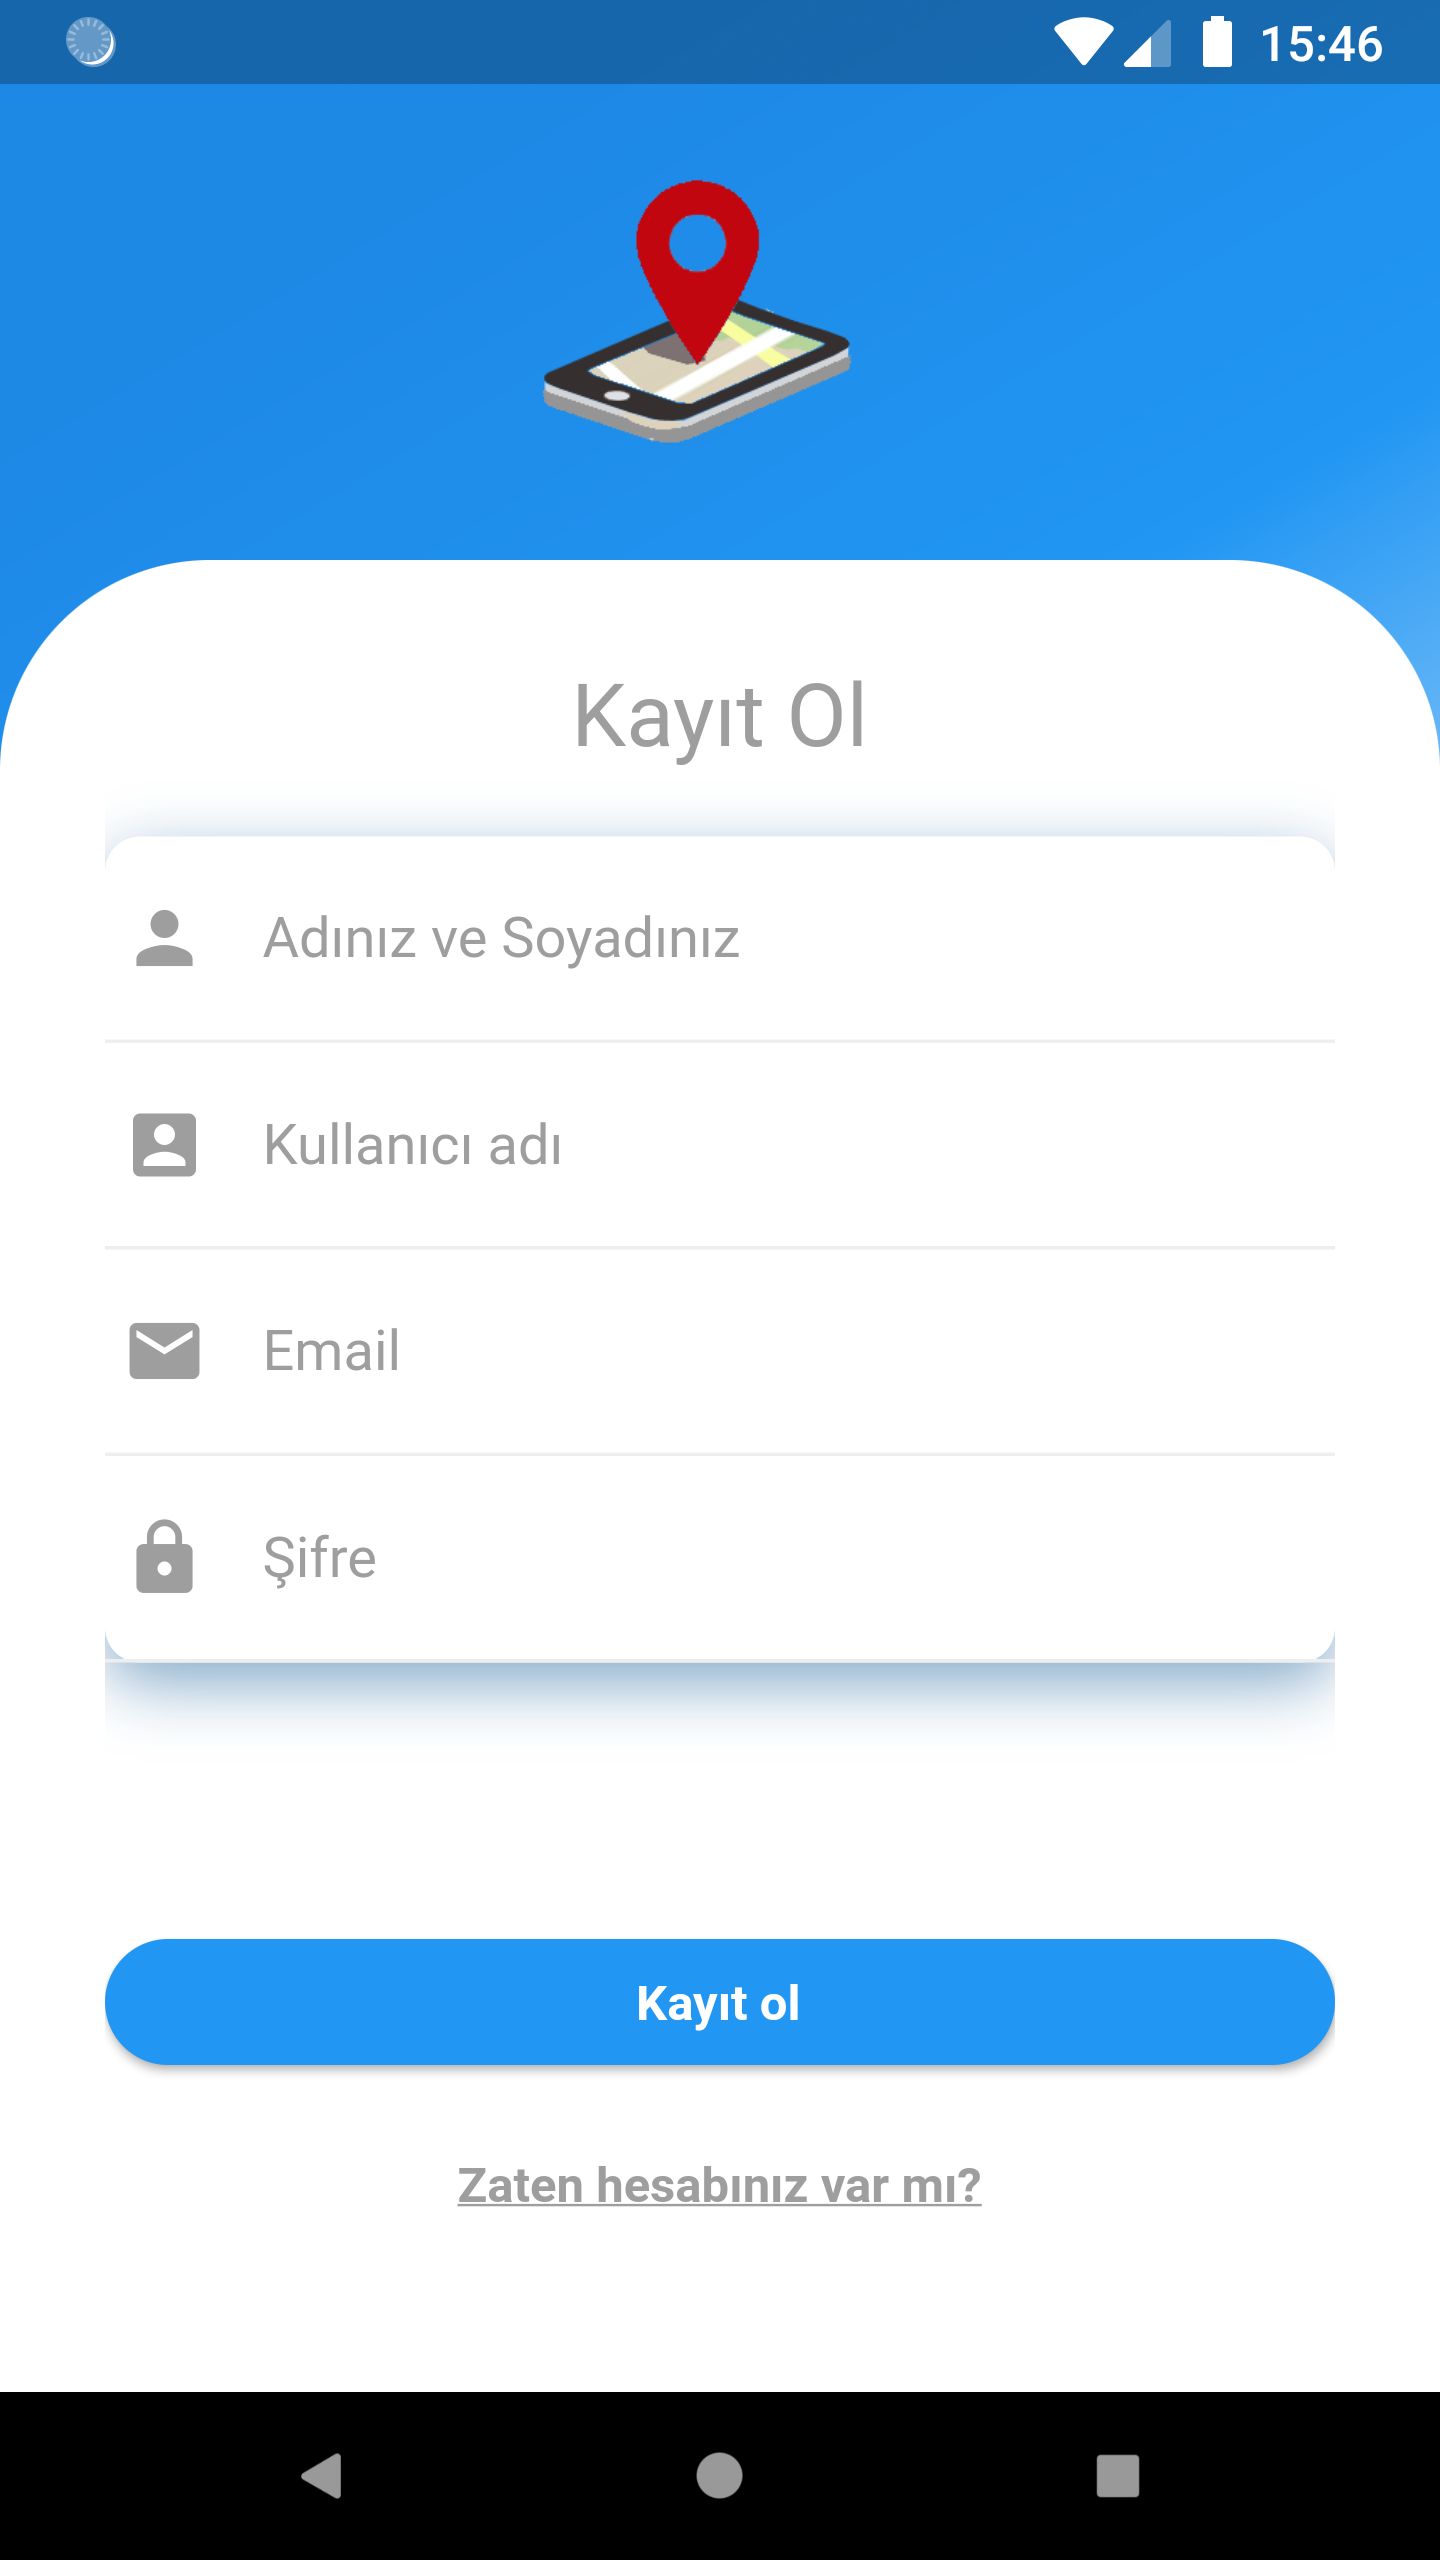 15:46
Kayıt Ol
Adınız ve Soyadınız
Kullanıcı adı
Email
Şifre
Kayıt ol
Zaten hesabınız var mı?